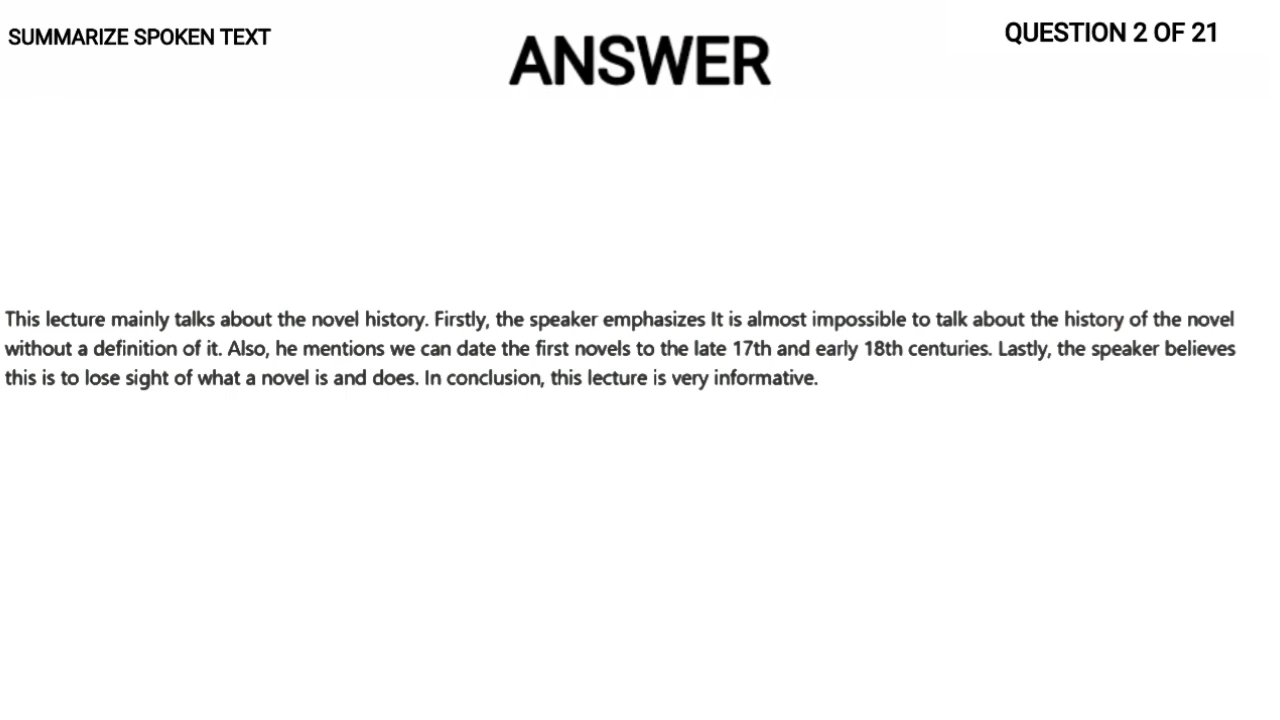 SUMMARIZE SPOKEN TEXT
ANSWER
QUESTION 2 OF 21
This lecture mainly talks about the novel history. Firstly, the speaker emphasizes It is almost impossible to talk about the history of the novel
without a definition of it. Also, he mentions we can date the first novels to the late 17th and early 18th centuries. Lastly, the speaker believes
this is to lose sight of what a novel is and does. In conclusion, this lecture is very informative.